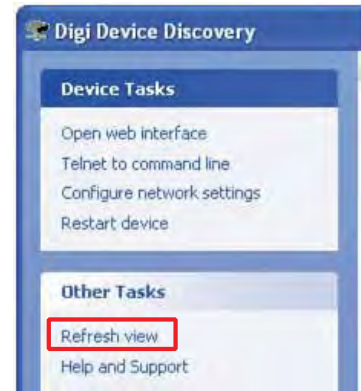 Digi Device Discovery
Device Tasks
Open web interface
Telnet to command line
Configure network settings
Restart device
Other Tasks
Refresh view
Help and Support